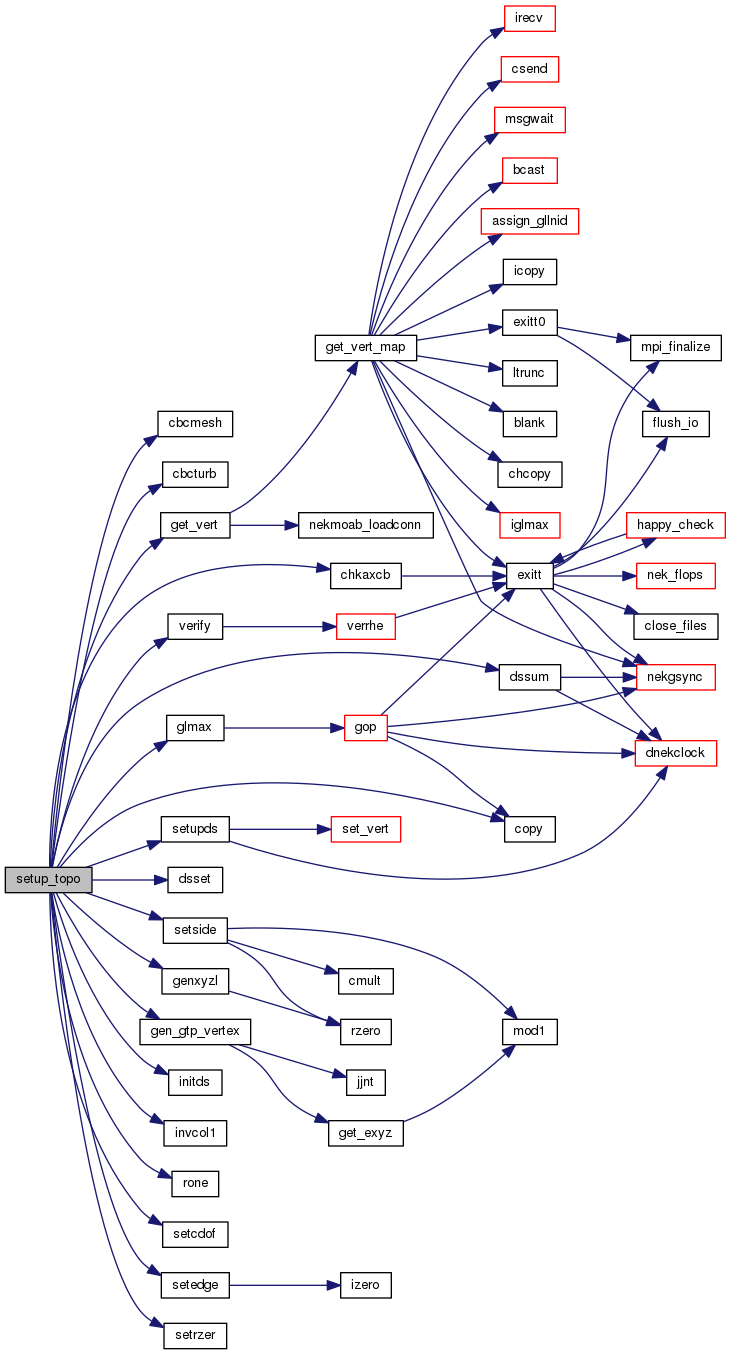 irecv
csend
msgwait
bcast
assign_gllnid
icopy
exitt0
mpi_finalize
get_vert_map
ltrunc
cbcmesh
blank
flush_io
cbcturb
chcopy
get_vert
nekmoab_loadconn
iglmax
happy_check
chkaxcb
exitt
nek_flops
verify
verrhe
close_files
dssum
nekgsync
glmax
gop
dnekclock
setupds
set_vert
copy
setup_topo
dsset
setside
genxyzl
cmult
gen_gtp_vertex
rzero
mod1
initds
jjnt
invcol1
get_exyz
rone
setcdof
setedge
izero
setrzer